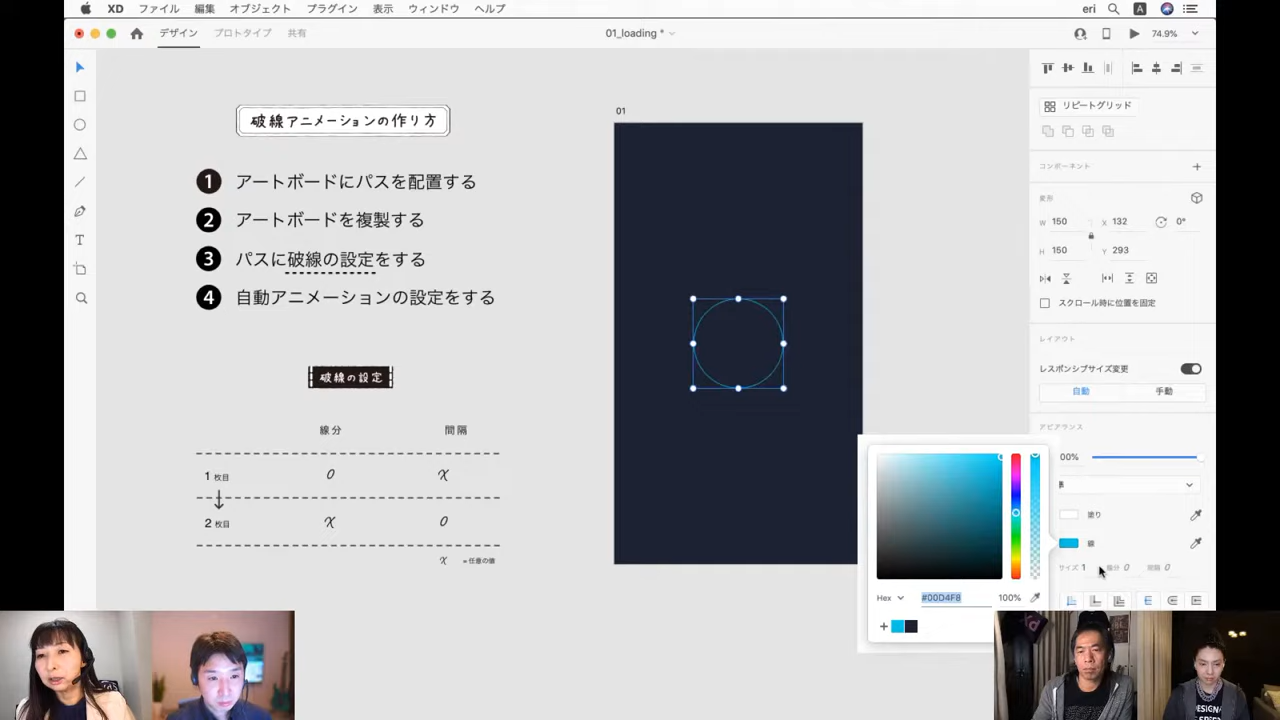 XD ファイル 編集 オブジェクト プラグイン 表示 ウィンドウ ヘルプ eri A
デザイン プロトタイプ 共有 01_loading * 74.9%
破線アニメーションの作り方
1 アートボードにパスを配置する
2 アートボードを複製する
3 パスに破線の設定をする
4 自動アニメーションの設定をする
破線の設定
線分 間隔
1 枚目 0 X
2 枚目 X 0
X =任意の値
01
リピートグリッド
コンポーネント
変形
W 150 X 132 0°
H 150 Y 293
スクロール時に位置を固定
レイアウト
レスポンシブサイズ変更
自動 手動
アピアランス
00%
準
塗り
線
サイズ 1 線分 0 間隔 0
Hex #00D4F8 100%
DESIGN